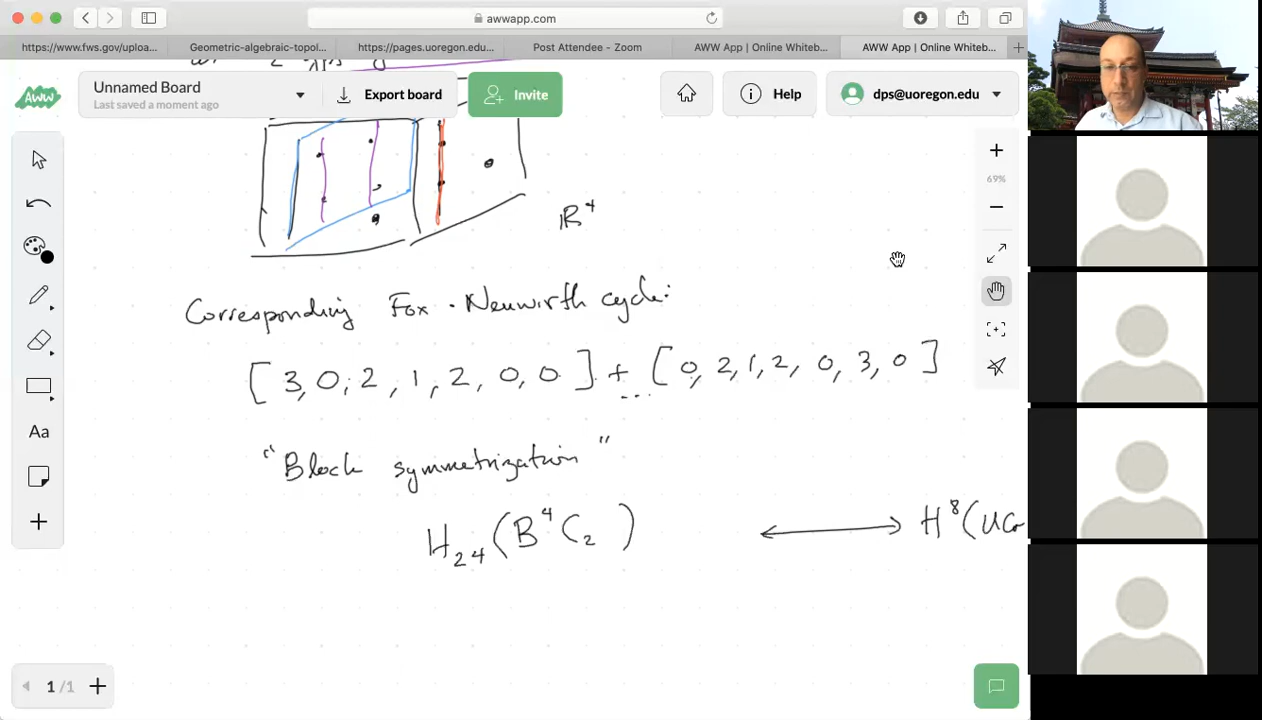 awwapp.com
https://www.fws.gov/uploa...
Geometric-algebraic-topol...
https://pages.uoregon.edu...
Post Attendee - Zoom
AWW App | Online Whiteb...
AWW App | Online Whiteb...
AWW
Unnamed Board
Last saved a moment ago
Export board
Invite
Help
dps@uoregon.edu
69%
ℝ⁴
Corresponding Fox-Neuwirth cycle:
[3,0,2,1,2,0,0] + [0,2,1,2,0,3,0]
...
"Block symmetrization"
H₂₄(B⁴C₂ ) ⟷ H⁸(UCo
Aa
1 /1